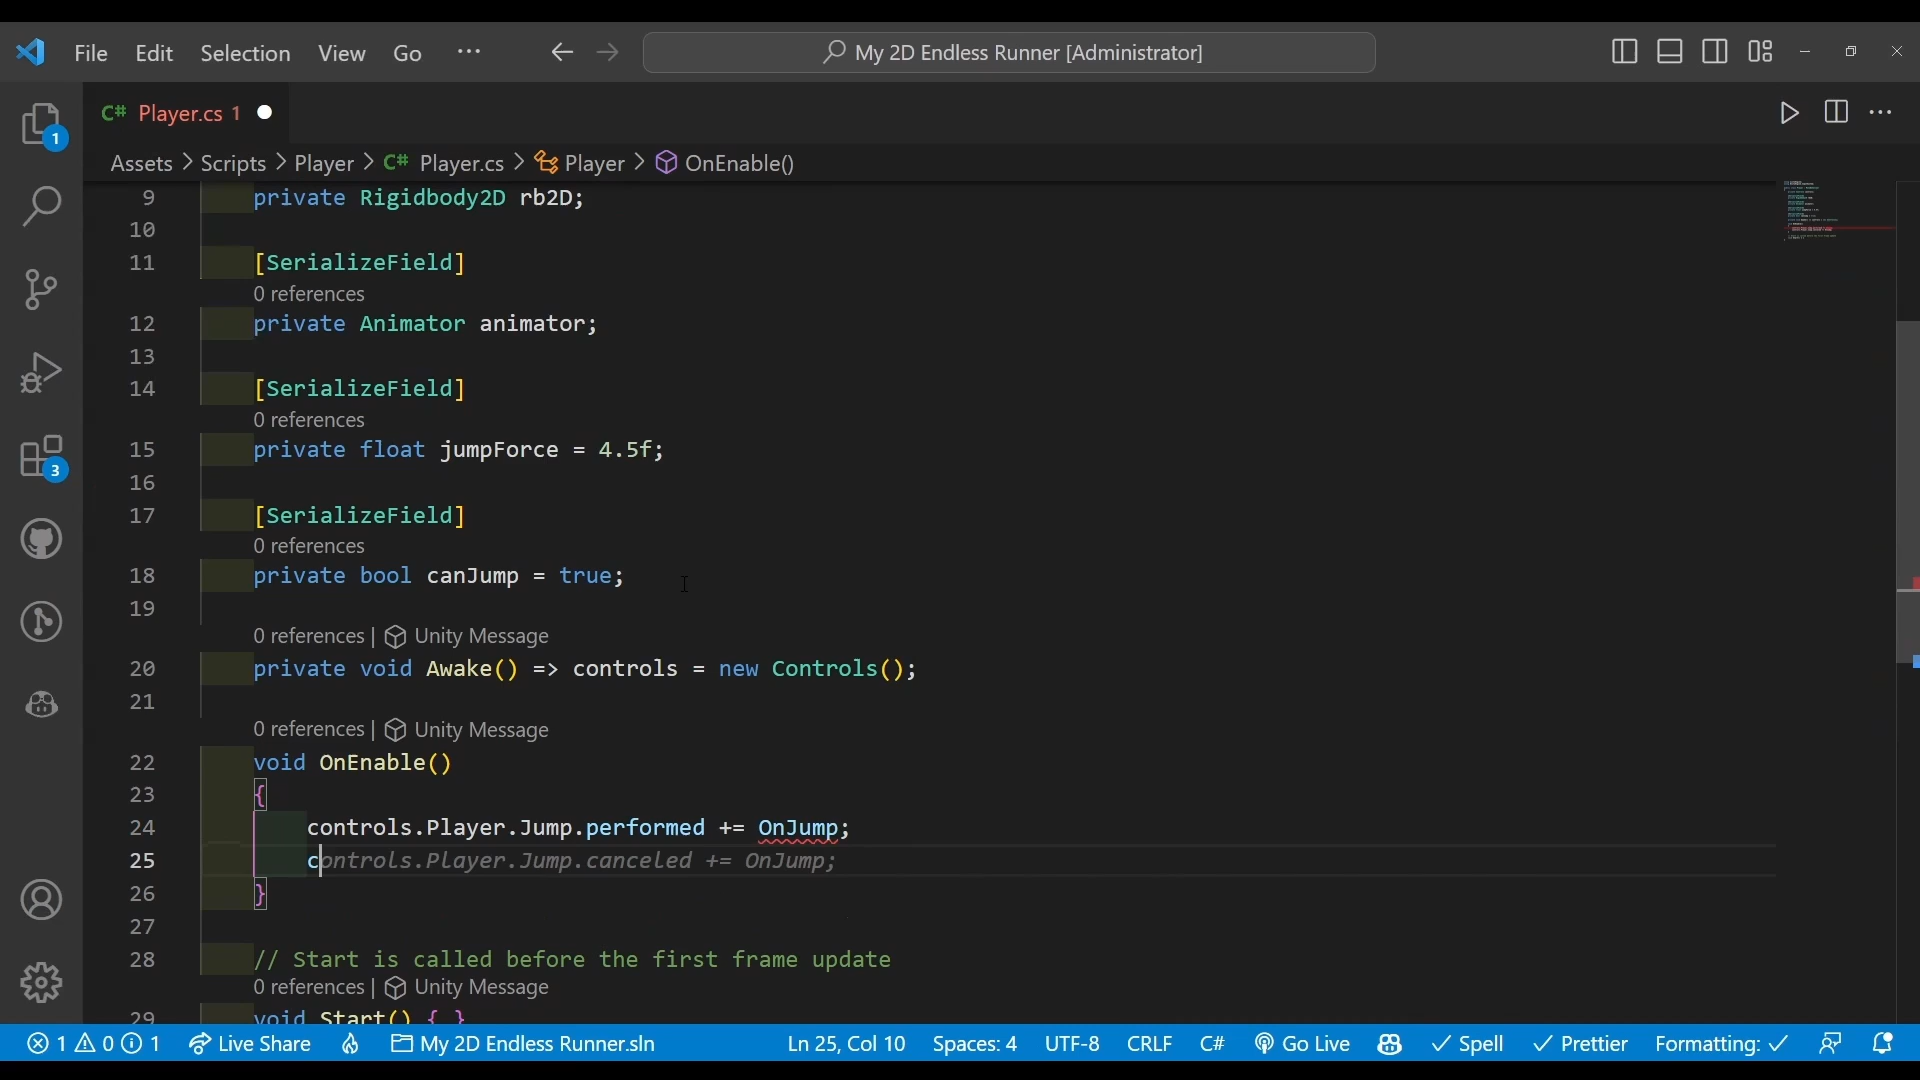 File Edit Selection View Go ··· My 2D Endless Runner [Administrator]
C# Player.cs 1
Assets > Scripts > Player > C# Player.cs > Player > OnEnable()
9 private Rigidbody2D rb2D;
10
11 [SerializeField]
0 references
12 private Animator animator;
13
14 [SerializeField]
0 references
15 private float jumpForce = 4.5f;
16
17 [SerializeField]
0 references
18 private bool canJump = true;
19
0 references | Unity Message
20 private void Awake() => controls = new Controls();
21
0 references | Unity Message
22 void OnEnable()
23 {
24 controls.Player.Jump.performed += OnJump;
25 controls.Player.Jump.canceled += OnJump;
26 }
27
28 // Start is called before the first frame update
0 references | Unity Message
29 void Start() { }
1
3
1 0 1 Live Share My 2D Endless Runner.sln Ln 25, Col 10 Spaces: 4 UTF-8 CRLF C# Go Live Spell Prettier Formatting: ✓